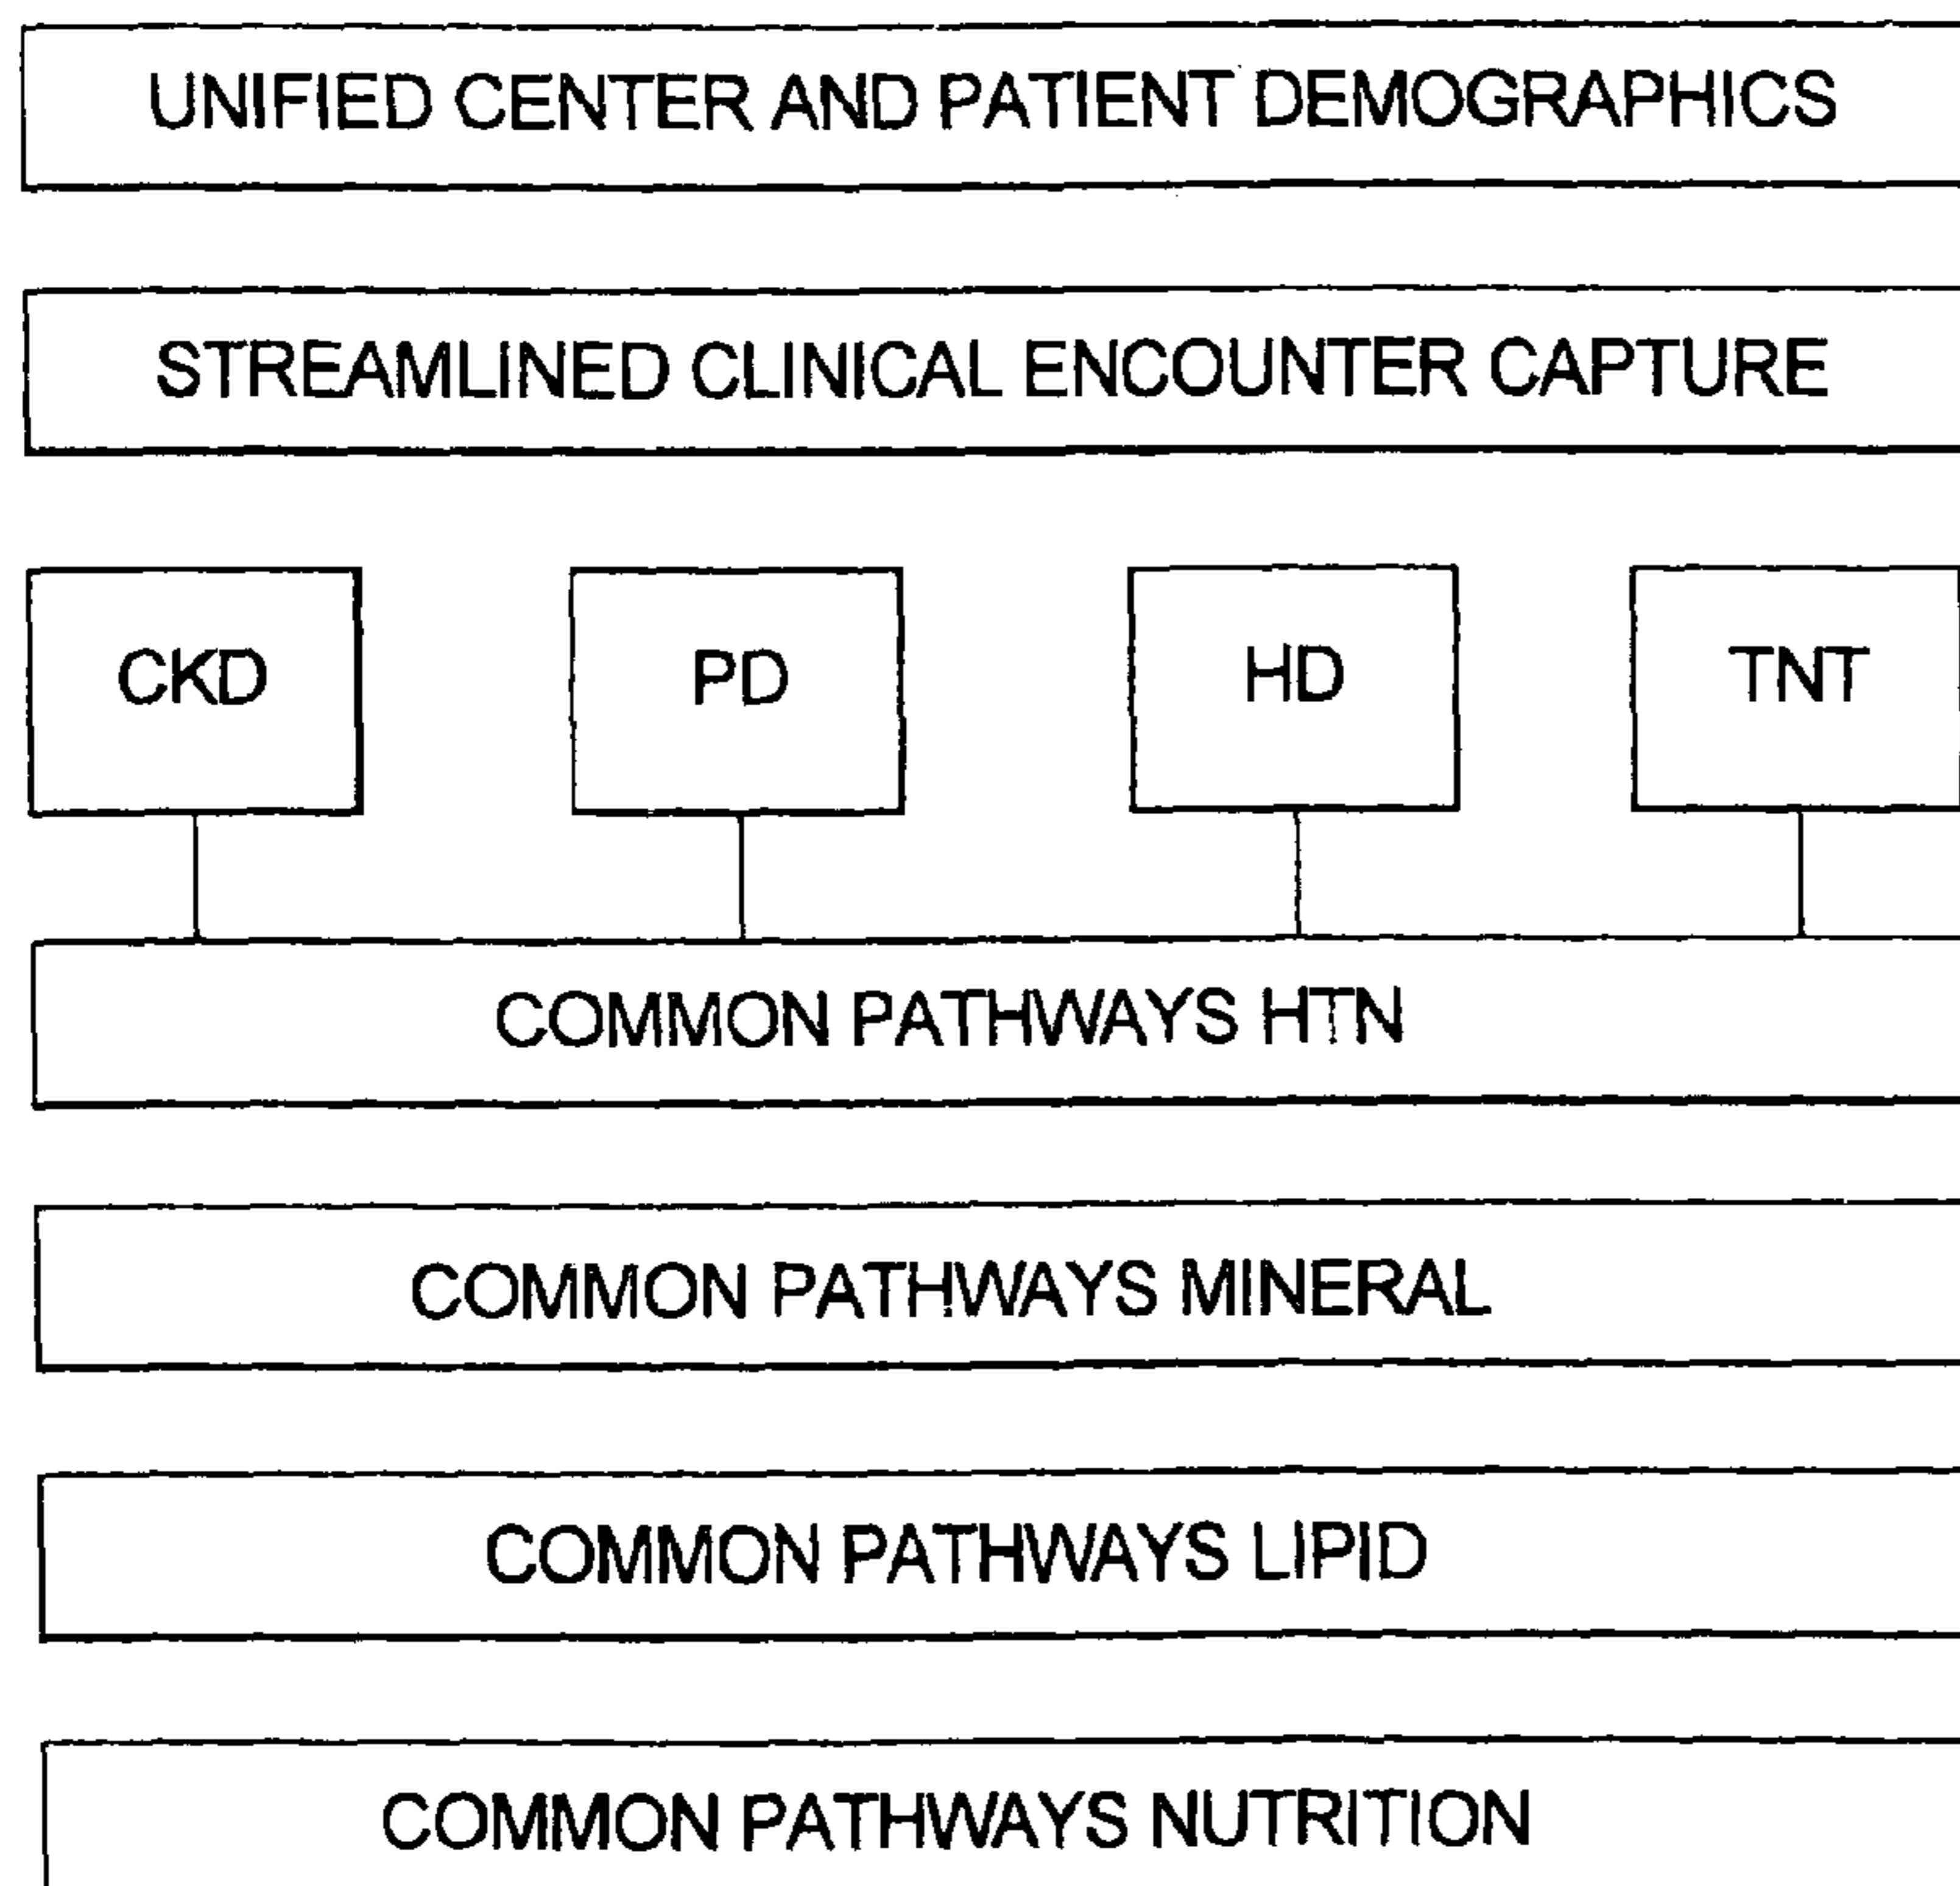 UNIFIED CENTER AND PATIENT DEMOGRAPHICS
STREAMLINED CLINICAL ENCOUNTER CAPTURE
CKD PD HD TNT
COMMON PATHWAYS HTN
COMMON PATHWAYS MINERAL
COMMON PATHWAYS LIPID
COMMON PATHWAYS NUTRITION